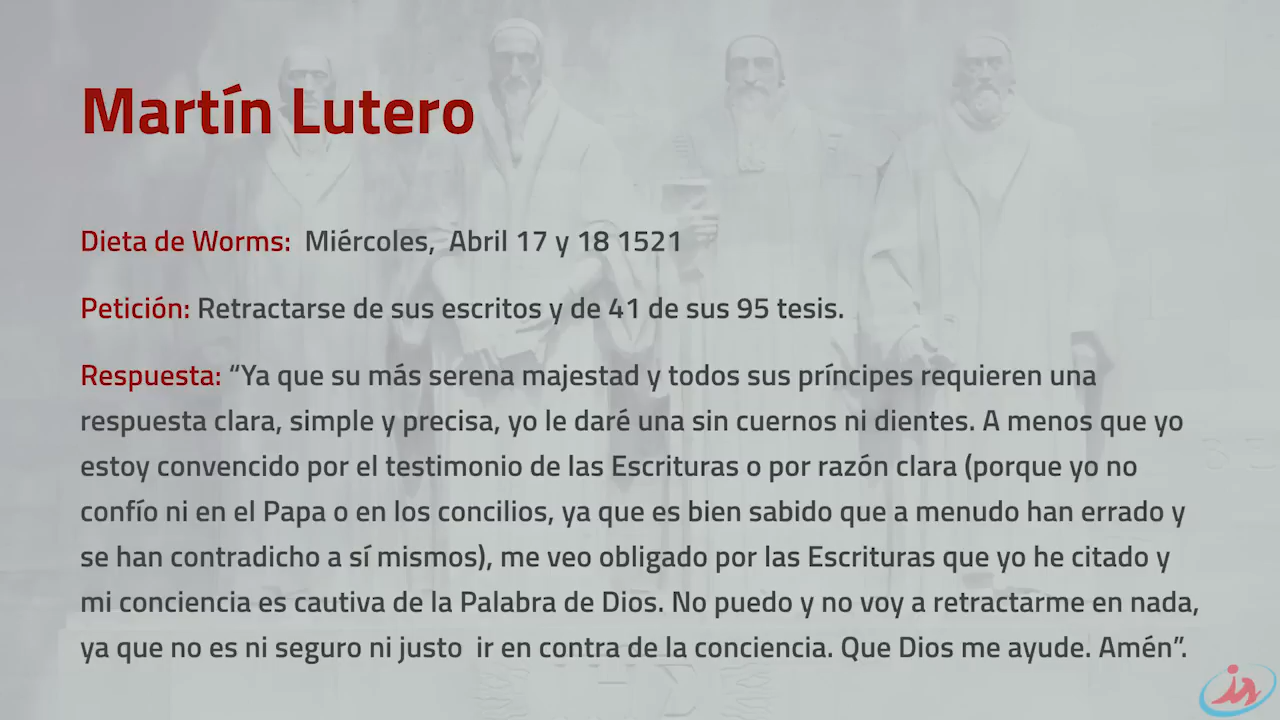 Martín Lutero
Dieta de Worms: Miércoles, Abril 17 y 18 1521
Petición: Retractarse de sus escritos y de 41 de sus 95 tesis.
Respuesta: “Ya que su más serena majestad y todos sus príncipes requieren una
respuesta clara, simple y precisa, yo le daré una sin cuernos ni dientes. A menos que yo
estoy convencido por el testimonio de las Escrituras o por razón clara (porque yo no
confío ni en el Papa o en los concilios, ya que es bien sabido que a menudo han errado y
se han contradicho a sí mismos), me veo obligado por las Escrituras que yo he citado y
mi conciencia es cautiva de la Palabra de Dios. No puedo y no voy a retractarme en nada,
ya que no es ni seguro ni justo ir en contra de la conciencia. Que Dios me ayude. Amén”.